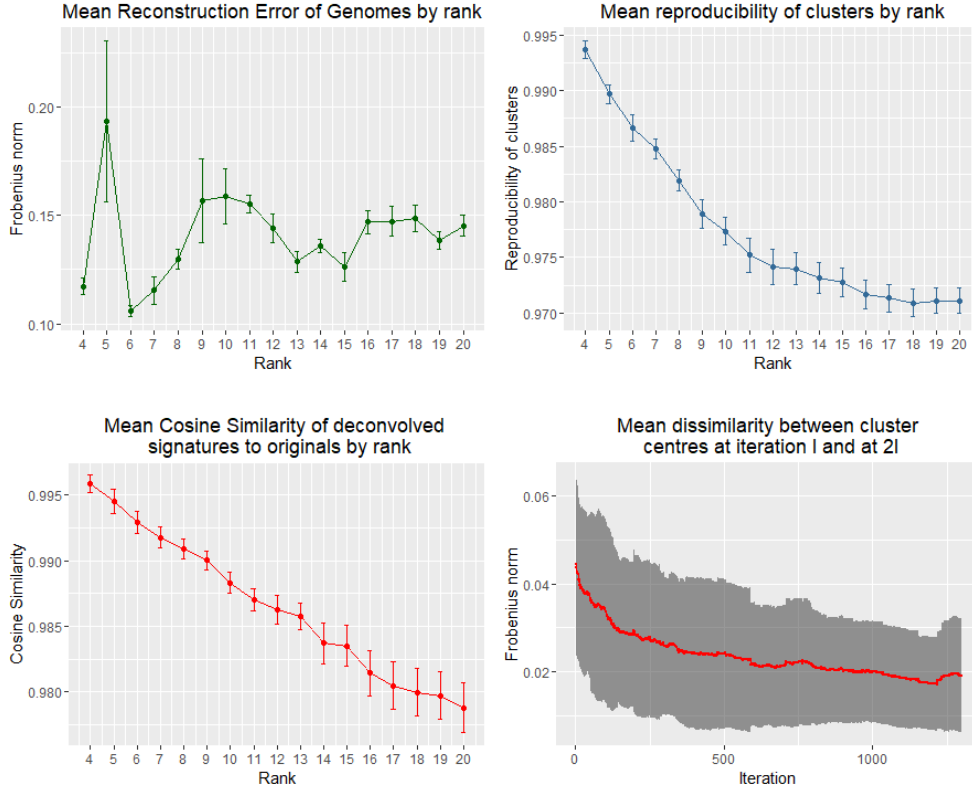 Mean Reconstruction Error of Genomes by rank
Frobenius norm
0.20
0.15
0.10
4 5 6 7 8 9 10 11 12 13 14 15 16 17 18 19 20
Rank
Mean reproducibility of clusters by rank
Reproducibility of clusters
0.995
0.990
0.985
0.980
0.975
0.970
4 5 6 7 8 9 10 11 12 13 14 15 16 17 18 19 20
Rank
Mean Cosine Similarity of deconvolved
signatures to originals by rank
Cosine Similarity
0.995
0.990
0.985
0.980
4 5 6 7 8 9 10 11 12 13 14 15 16 17 18 19 20
Rank
Mean dissimilarity between cluster
centres at iteration I and at 2I
Frobenius norm
0.06
0.04
0.02
0 500 1000
Iteration